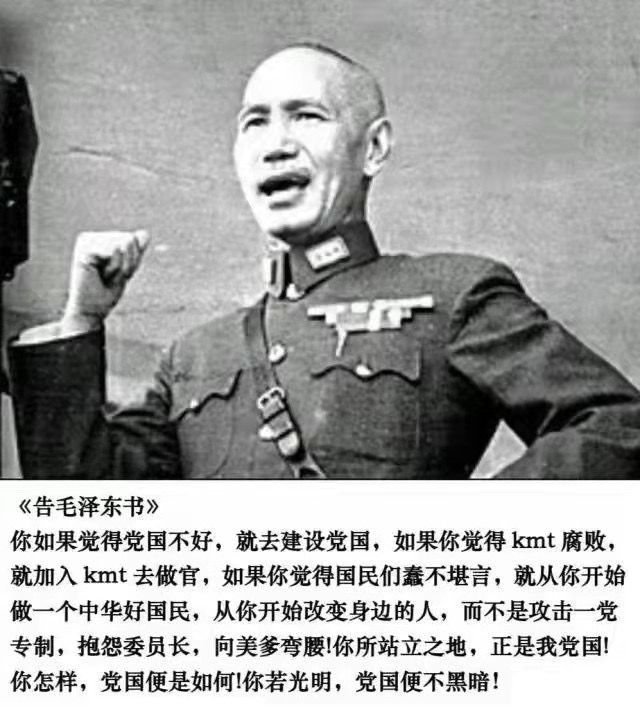 《告毛泽东书》
你如果觉得党国不好，就去建设党国，如果你觉得 kmt 腐败，
就加入 kmt 去做官，如果你觉得国民们蠢不堪言，就从你开始
做一个中华好国民，从你开始改变身边的人，而不是攻击一党
专制，抱怨委员长，向美爹弯腰!你所站立之地，正是我党国!
你怎样，党国便是如何!你若光明，党国便不黑暗！